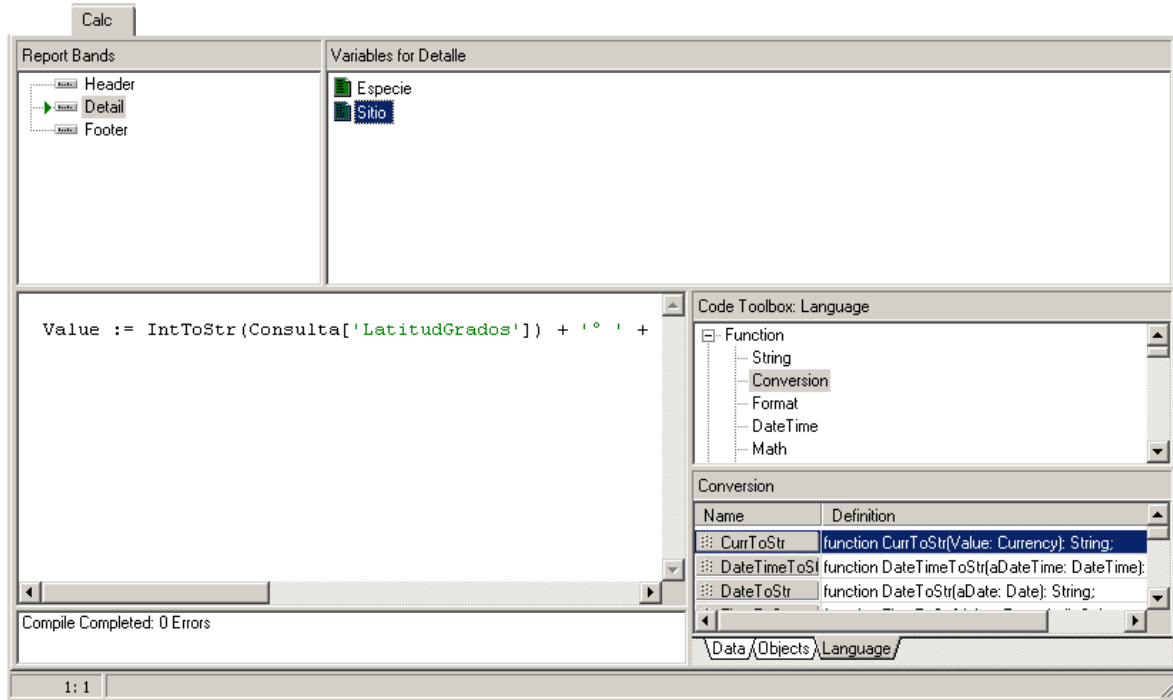 Calc
Report Bands
Header
Detail
Footer
Variables for Detalle
Especie
Sitio
Value := IntToStr(Consulta['LatitudGrados']) + '° ' +
Compile Completed: 0 Errors
Code Toolbox: Language
Function
String
Conversion
Format
DateTime
Math
Conversion
Name Definition
CurrToStr function CurrToStr(Value: Currency): String;
DateTimeToSt function DateTimeToStr(aDateTime: DateTime):
DateToStr function DateToStr(aDate: Date): String;
Data Objects Language
1: 1